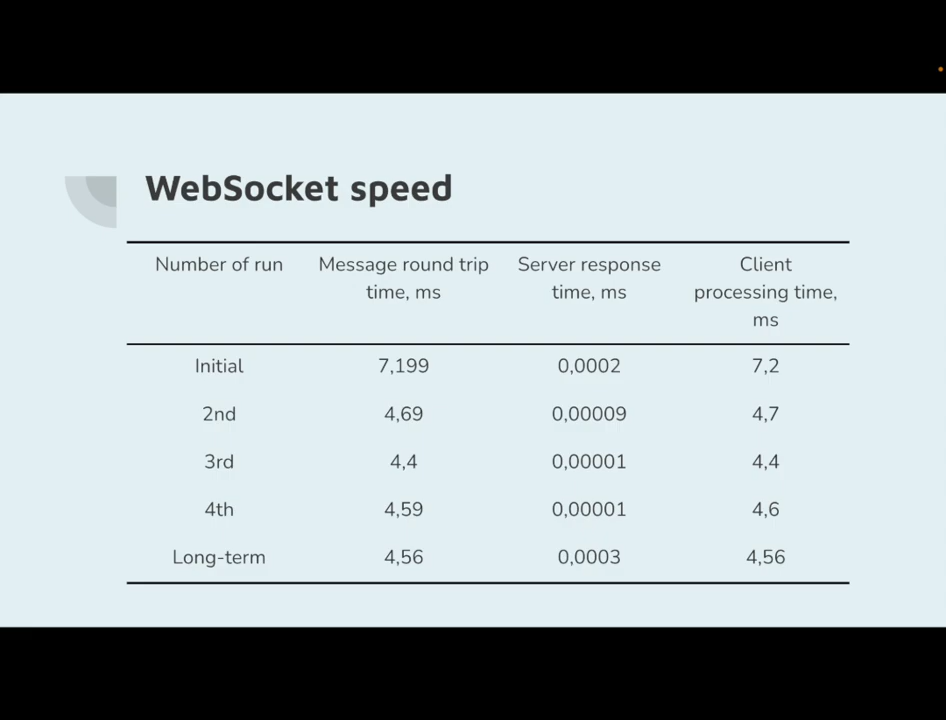 WebSocket speed
Number of run Message round trip Server response Client
time, ms time, ms processing time,
ms
Initial 7,199 0,0002 7,2
2nd 4,69 0,00009 4,7
3rd 4,4 0,00001 4,4
4th 4,59 0,00001 4,6
Long-term 4,56 0,0003 4,56